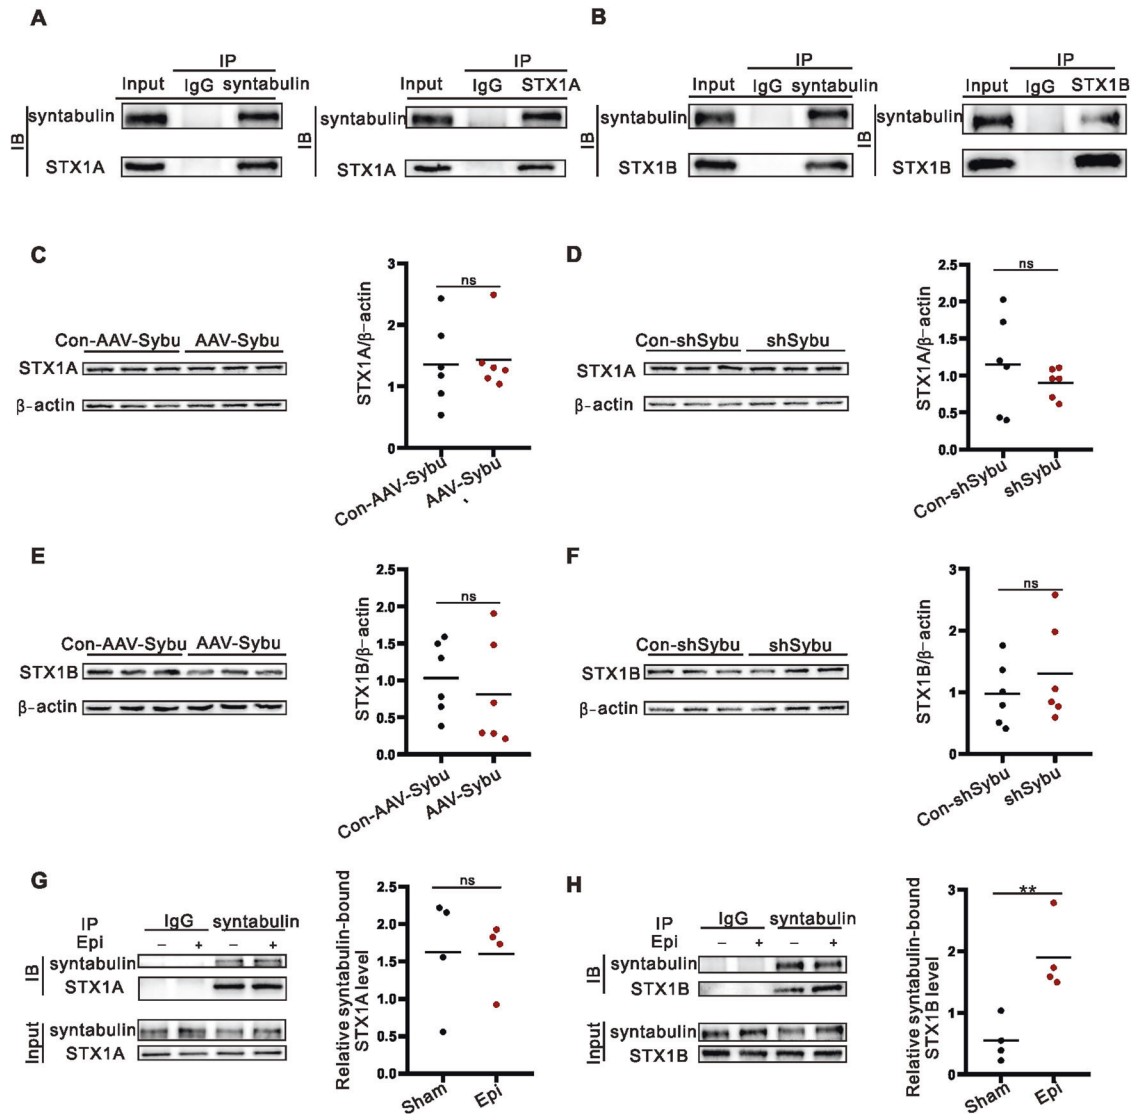 A
B
IP
IP
IP
IP
Input IgG syntabulin
Input IgG STX1A
Input IgG syntabulin
Input IgG STX1B
IB syntabulin
STX1A
IB syntabulin
STX1A
IB syntabulin
STX1B
IB syntabulin
STX1B
C
Con-AAV-Sybu AAV-Sybu
STX1A
β-actin
STX1A/β-actin
3
2
1
0
ns
Con-AAV-Sybu
AAV-Sybu
D
Con-shSybu shSybu
STX1A
β-actin
STX1A/β-actin
2.5
2.0
1.5
1.0
0.5
0.0
ns
Con-shSybu
shSybu
E
Con-AAV-Sybu AAV-Sybu
STX1B
β-actin
STX1B/β-actin
2.5
2.0
1.5
1.0
0.5
0.0
ns
Con-AAV-Sybu
AAV-Sybu
F
Con-shSybu shSybu
STX1B
β-actin
STX1B/β-actin
3
2
1
0
ns
Con-shSybu
shSybu
G
IP IgG syntabulin
Epi − + − +
IB syntabulin
STX1A
Input syntabulin
STX1A
Relative syntabulin-bound
STX1A level
2.5
2.0
1.5
1.0
0.5
0.0
ns
Sham
Epi
H
IP IgG syntabulin
Epi − + − +
IB syntabulin
STX1B
Input syntabulin
STX1B
Relative syntabulin-bound
STX1B level
3
2
1
0
**
Sham
Epi